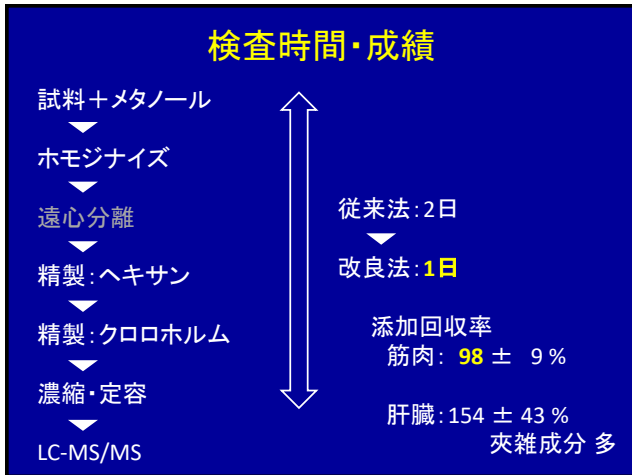 検査時間・成績
試料＋メタノール
ホモジナイズ
遠心分離
精製：ヘキサン
精製：クロロホルム
濃縮・定容
LC-MS/MS
従来法：2日
改良法：1日
添加回収率
筋肉： 98 ± 9 %
肝臓：154 ± 43 %
夾雑成分 多